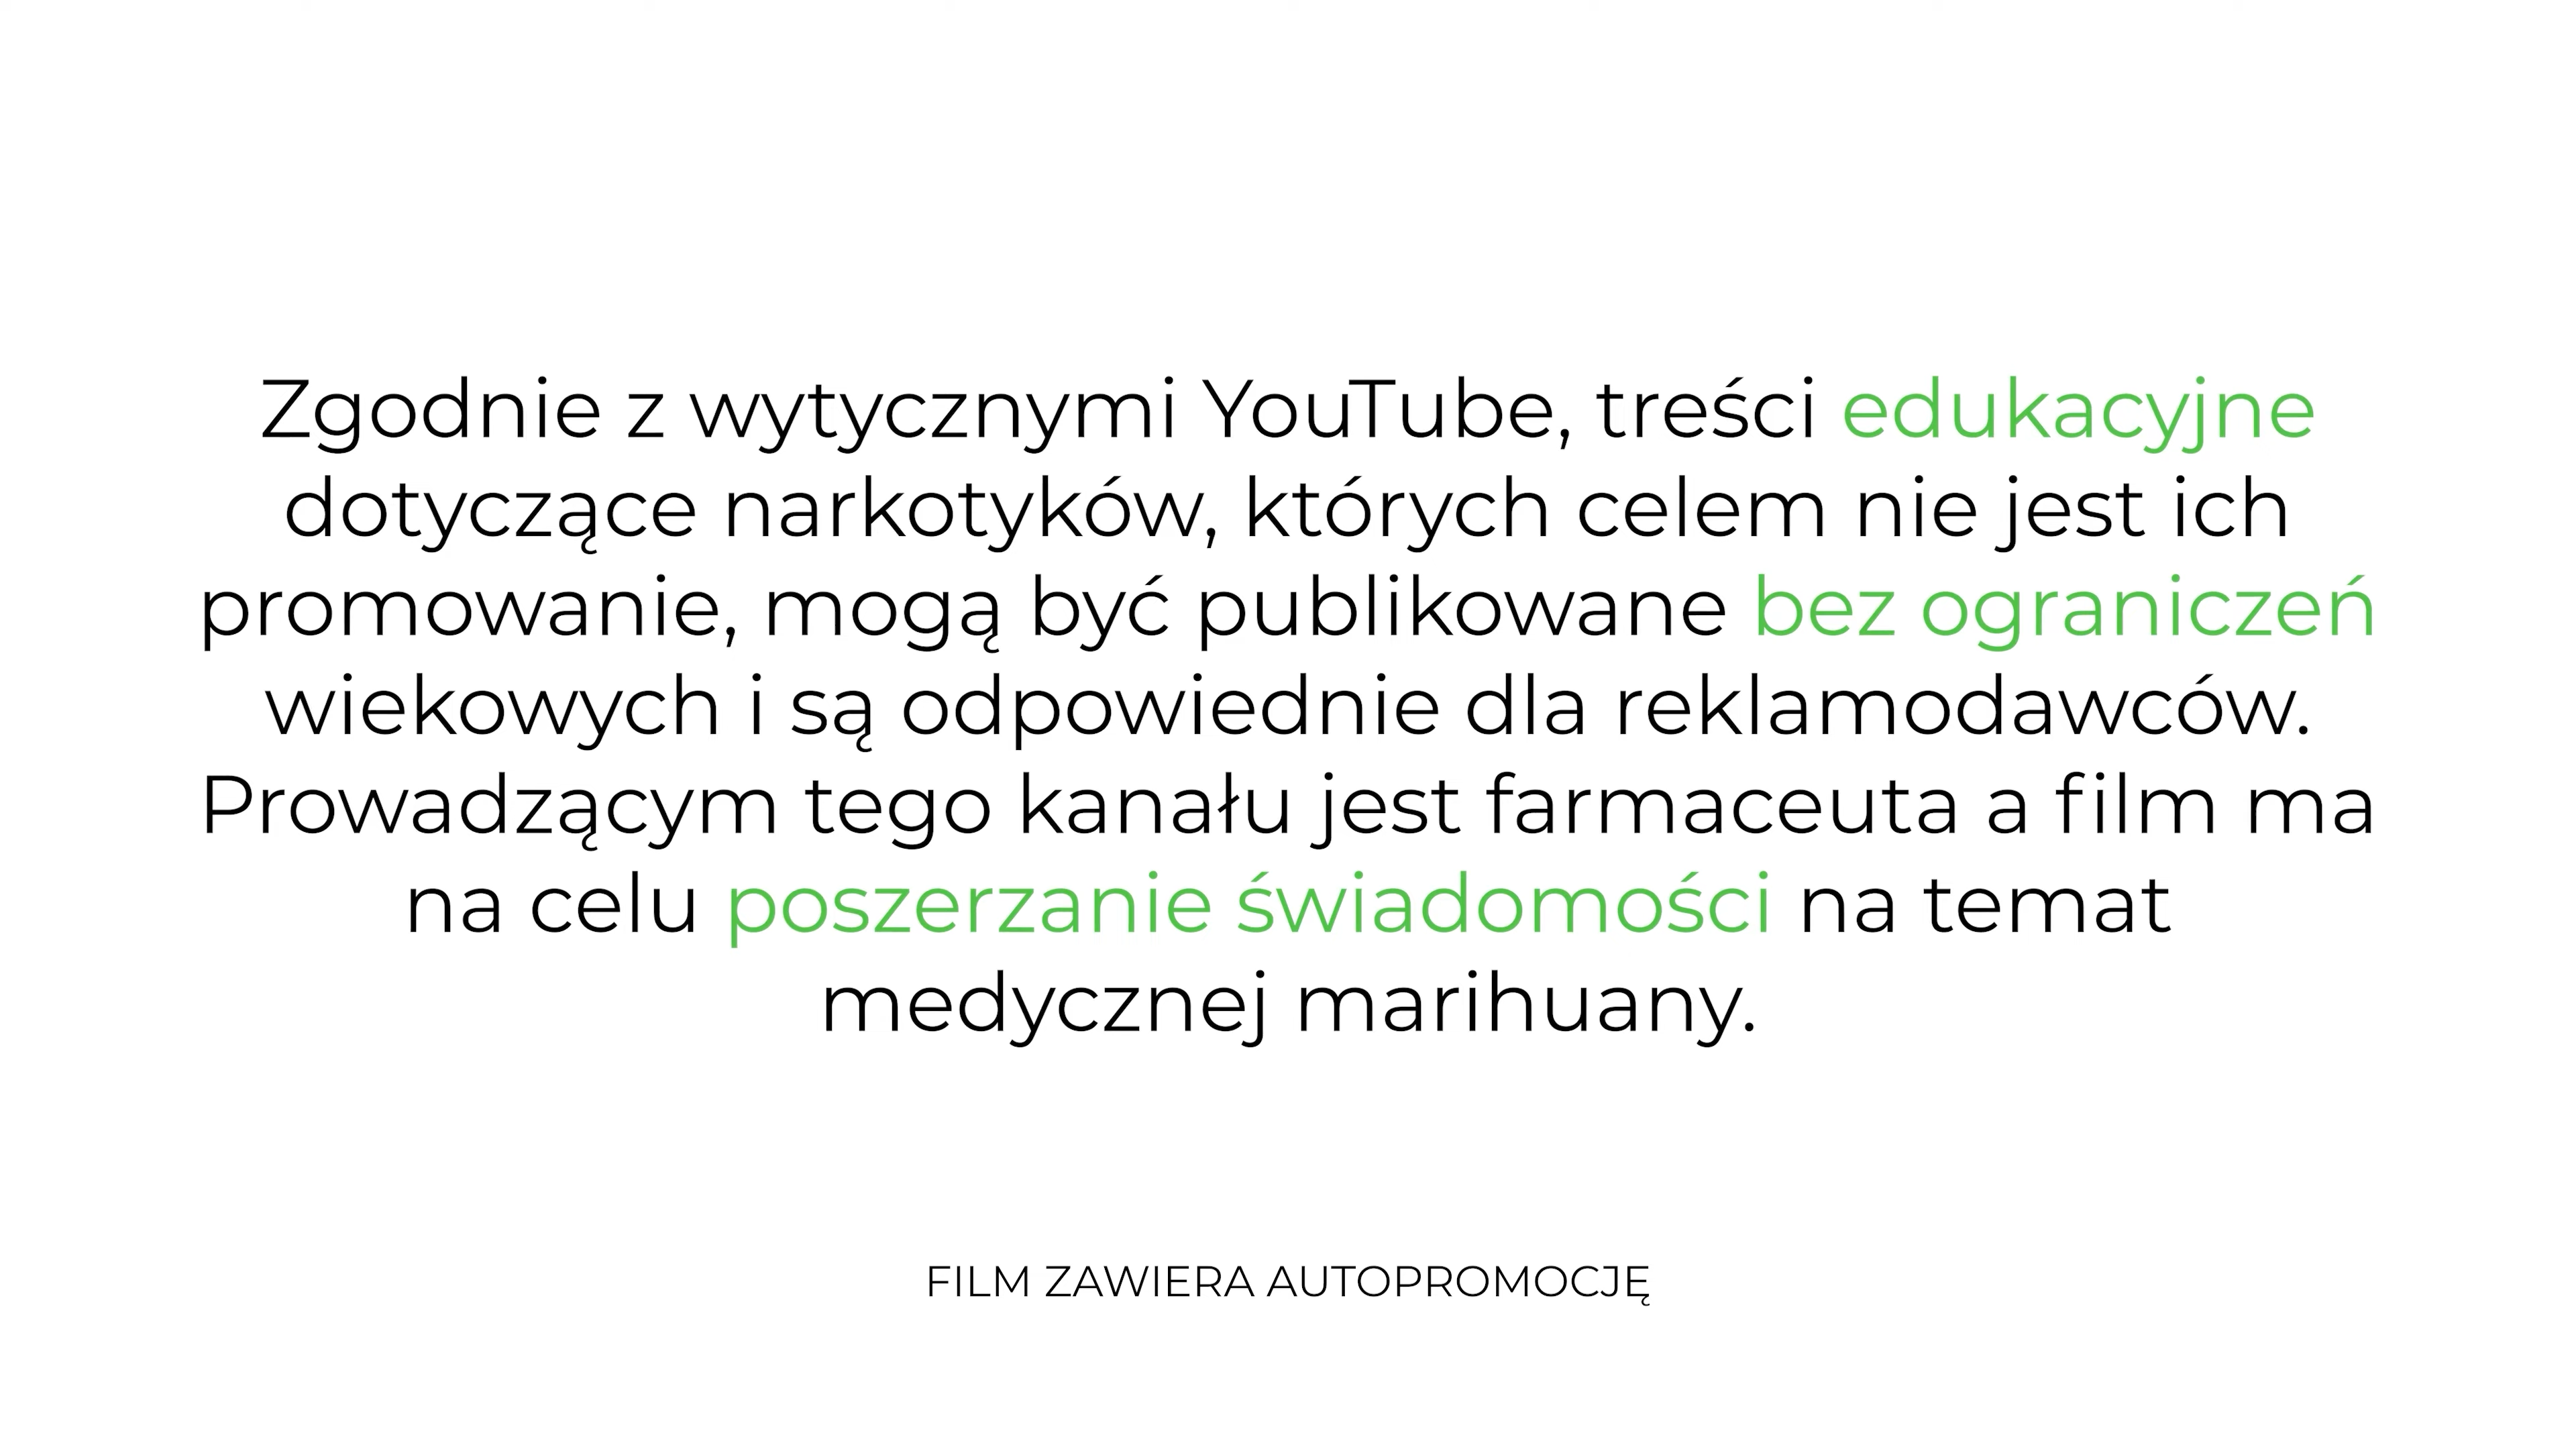 Zgodnie z wytycznymi YouTube, treści edukacyjne
dotyczące narkotyków, których celem nie jest ich
promowanie, mogą być publikowane bez ograniczeń
wiekowych i są odpowiednie dla reklamodawców.
Prowadzącym tego kanału jest farmaceuta a film ma
na celu poszerzanie świadomości na temat
medycznej marihuany.
FILM ZAWIERA AUTOPROMOCJĘ